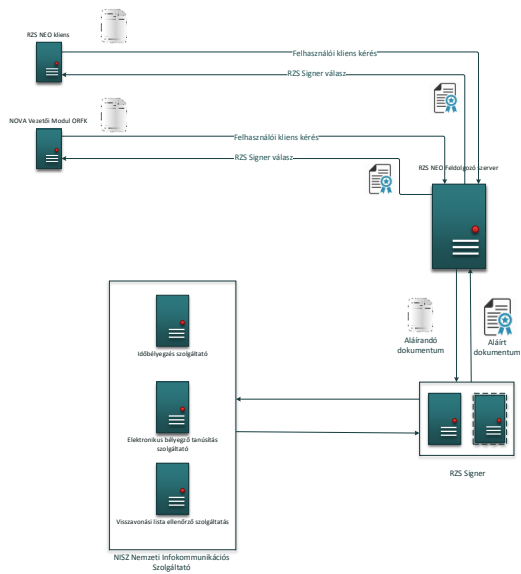 RZS NEO kliens
Felhasználói kliens kérés
RZS Signer válasz
NOVA Vezetői Modul ORFK
Felhasználói kliens kérés
RZS Signer válasz
RZS NEO Feldolgozó szerver
Aláírandó
dokumentum
Aláírt
dokumentum
Időbélyegzés szolgáltató
Elektronikus bélyegző tanúsítás
szolgáltató
Visszavonási lista ellenőrző szolgáltatás
RZS Signer
NISZ Nemzeti Infokommunikációs
Szolgáltató